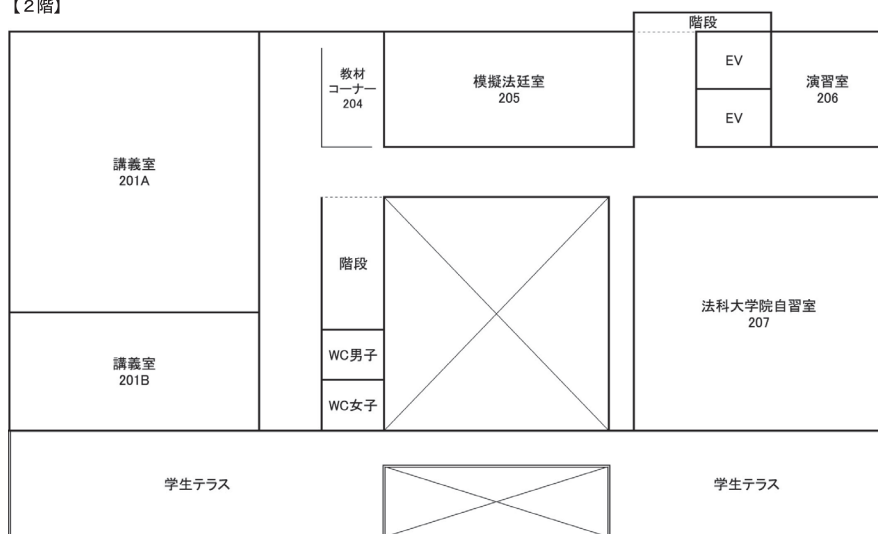 【２階】
階段
教材
コーナー
204
模擬法廷室
205
EV
EV
演習室
206
講義室
201A
階段
法科大学院自習室
207
講義室
201B
WC男子
WC女子
学生テラス
学生テラス